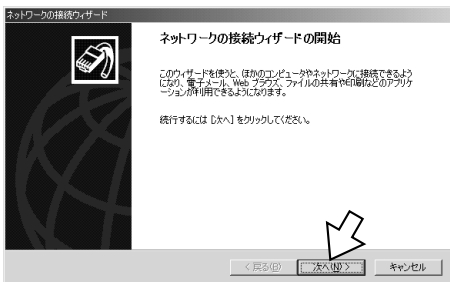 ネットワークの接続ウィザード
ネットワークの接続ウィザードの開始
このウィザードを使うと、ほかのコンピュータやネットワークに接続できるよう
になり、電子メール、Web ブラウズ、ファイルの共有や印刷などのアプリケ
ーションが利用できるようになります。
続行するには [次へ] をクリックしてください。
< 戻る(B) 次へ(N) > キャンセル